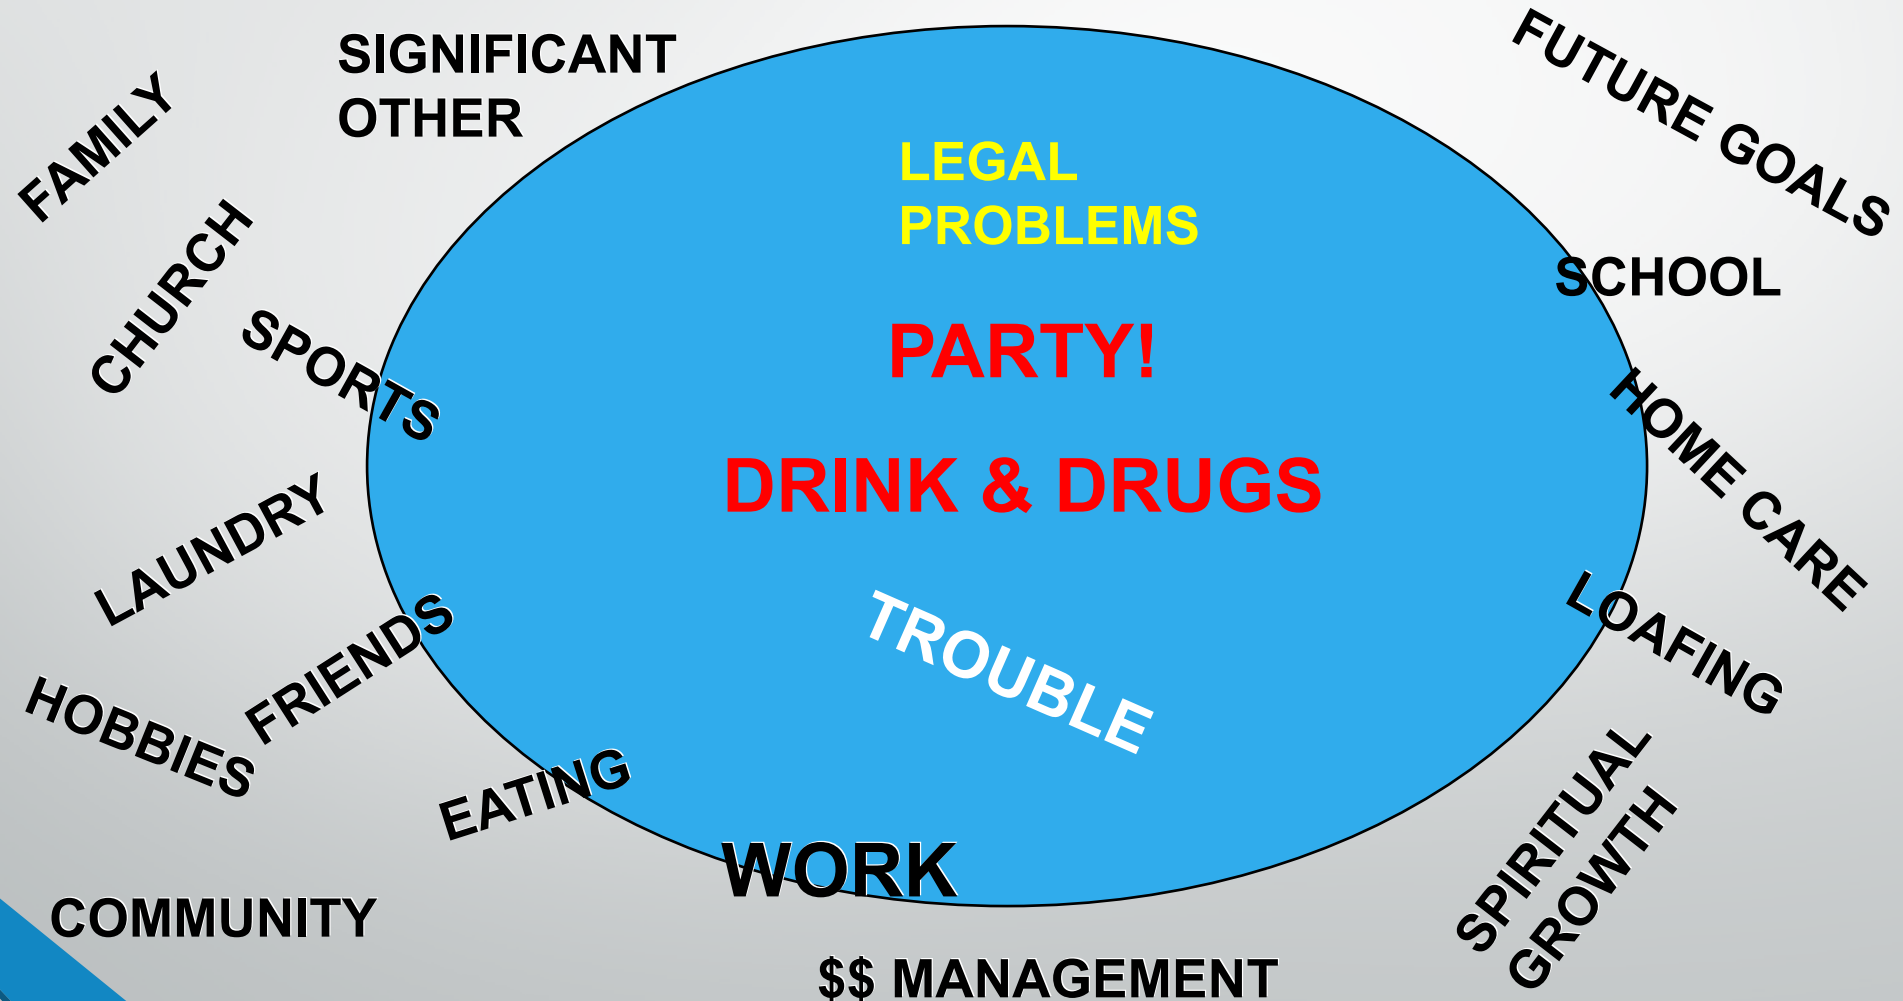 SIGNIFICANT
OTHER
FUTURE GOALS
FAMILY
LEGAL
PROBLEMS
CHURCH
SCHOOL
SPORTS
PARTY!
HOME CARE
DRINK & DRUGS
LAUNDRY
LOAFING
FRIENDS
TROUBLE
HOBBIES
EATING
SPIRITUAL
GROWTH
WORK
COMMUNITY
$$ MANAGEMENT